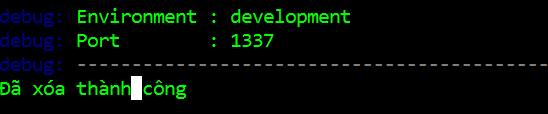 debug: Environment : development
debug: Port        : 1337
debug: -------------------------------------------
Đã xóa thành công